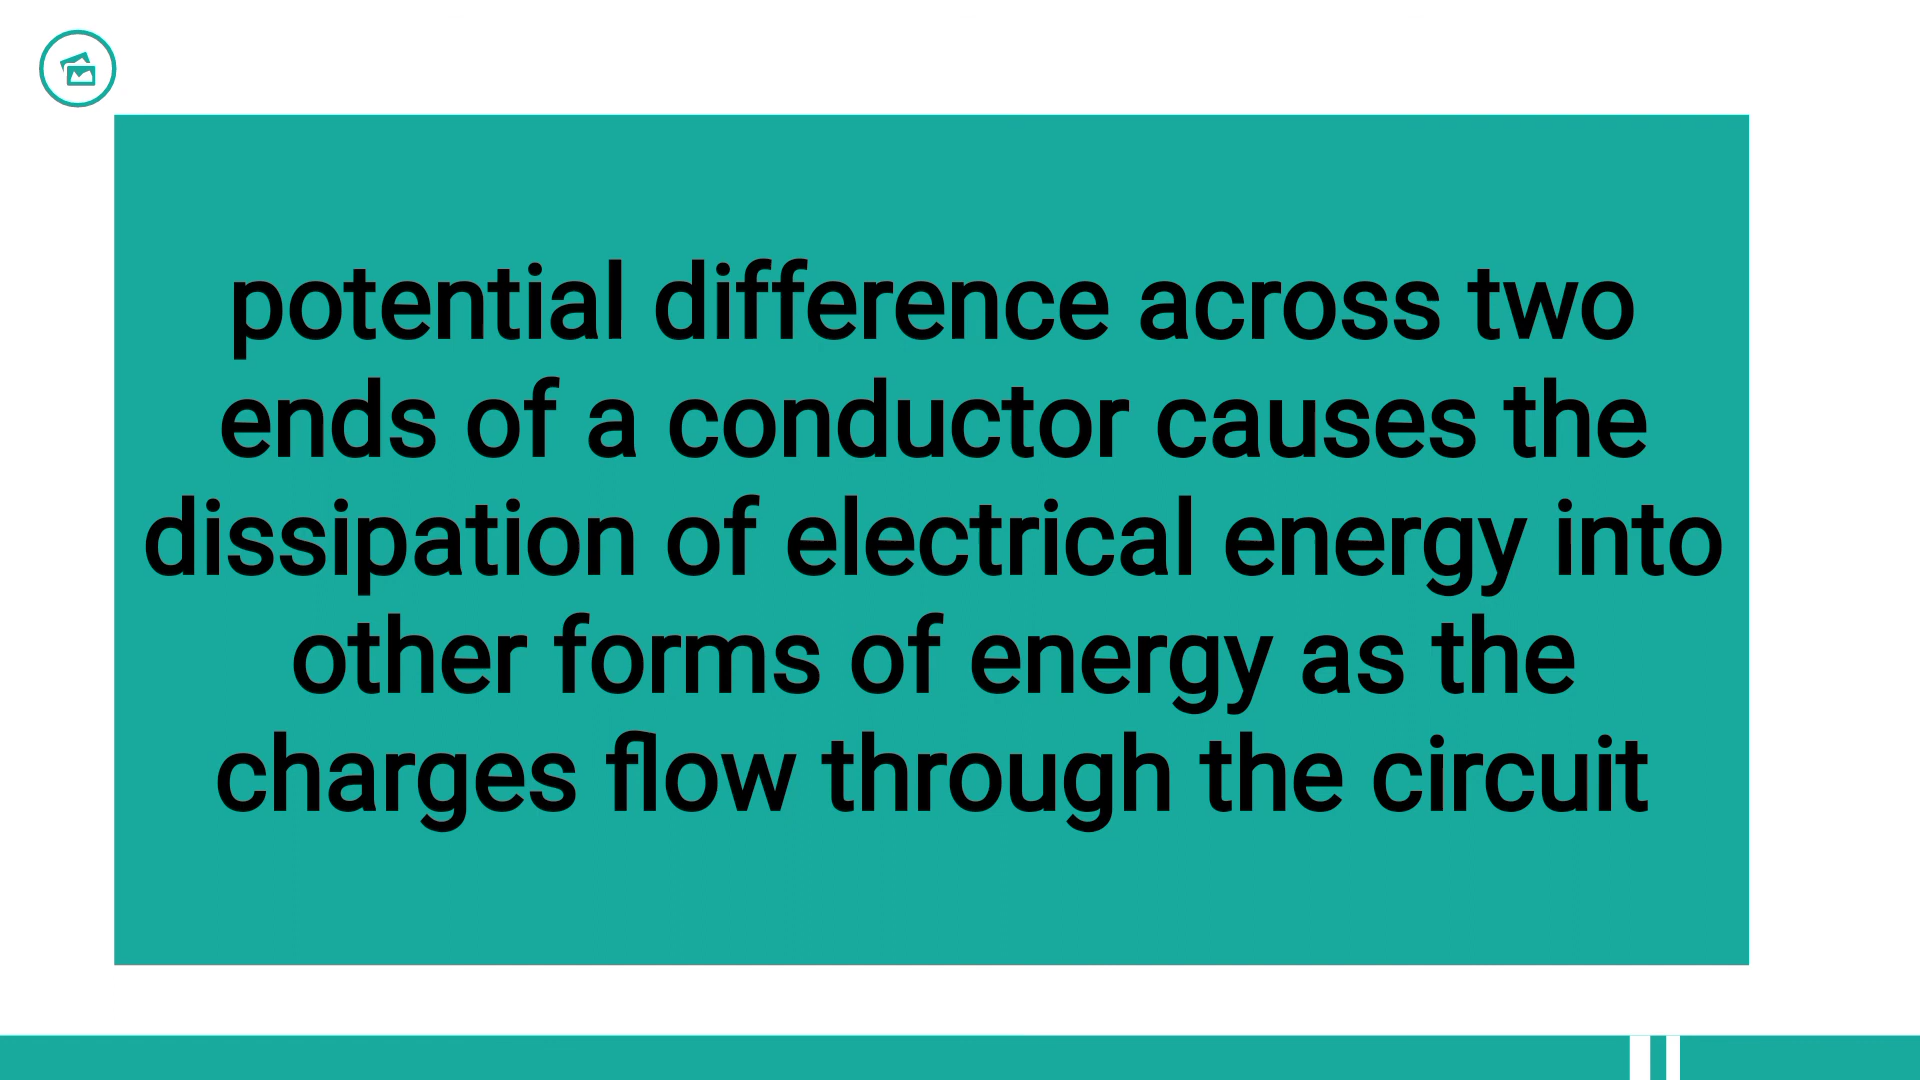 potential difference across two
ends of a conductor causes the
dissipation of electrical energy into
other forms of energy as the
charges flow through the circuit